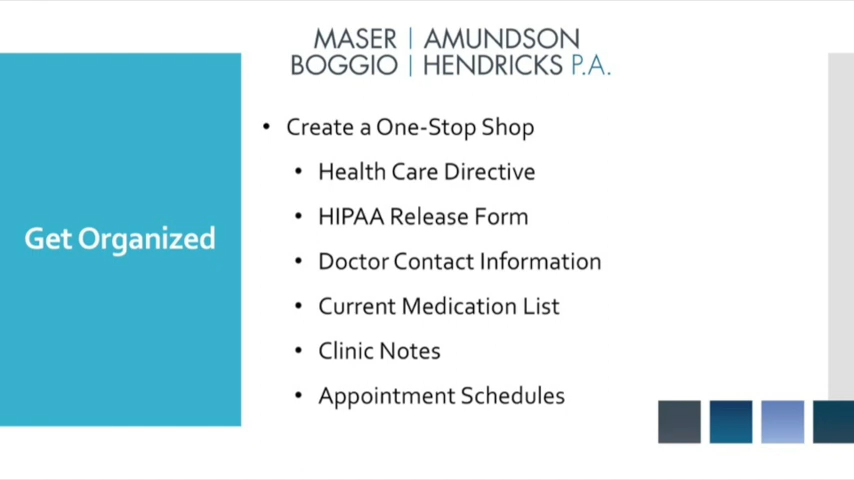 MASER | AMUNDSON
BOGGIO | HENDRICKS P.A.
Get Organized
• Create a One-Stop Shop
• Health Care Directive
• HIPAA Release Form
• Doctor Contact Information
• Current Medication List
• Clinic Notes
• Appointment Schedules